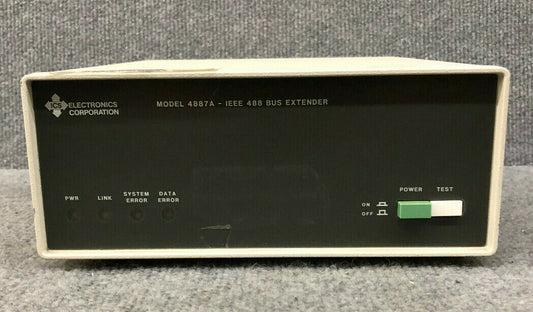 ICS ELECTRONICS
CORPORATION
MODEL 4887A - IEEE 488 BUS EXTENDER
PWR LINK SYSTEM ERROR DATA ERROR
POWER TEST
ON
OFF